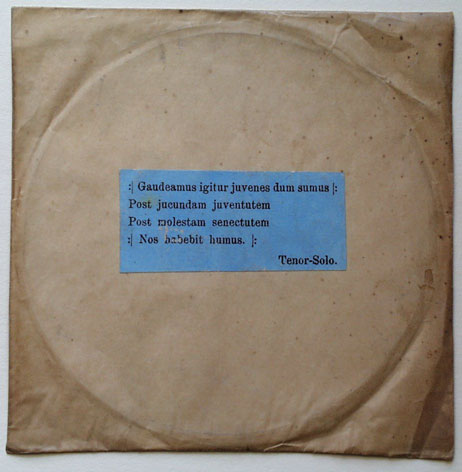 :| Gaudeamus igitur juvenes dum sumus |:
Post jucundam juventutem
Post molestam senectutem
:| Nos habebit humus. |:
Tenor-Solo.